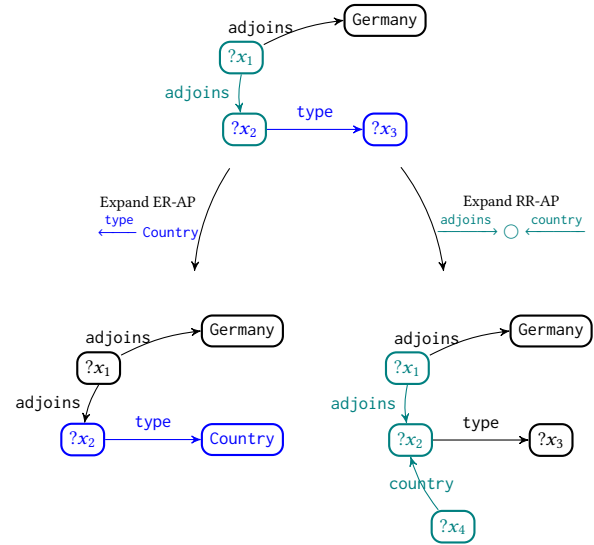 Germany
adjoins
?x₁
adjoins
?x₂
type
?x₃
Expand ER-AP
type
Country
Expand RR-AP
adjoins
country
Germany
adjoins
?x₁
adjoins
?x₂
type
Country
Germany
adjoins
?x₁
adjoins
?x₂
type
?x₃
country
?x₄